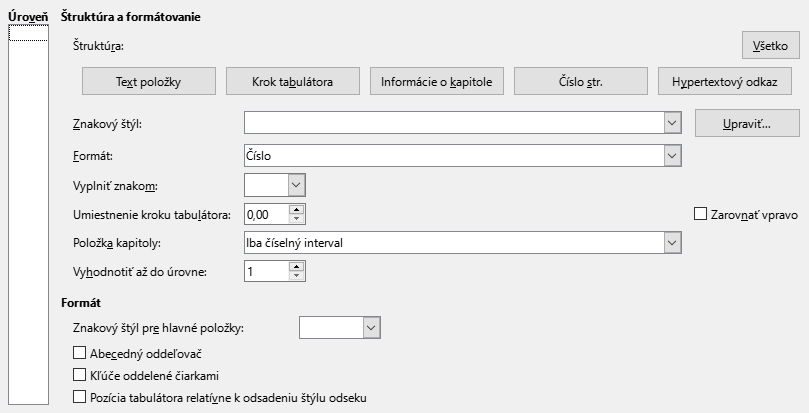 Úroveň
Štruktúra a formátovanie
Štruktúra:
Všetko
Text položky
Krok tabulátora
Informácie o kapitole
Číslo str.
Hypertextový odkaz
Znakový štýl:
Upraviť...
Formát:
Číslo
Vyplniť znakom:
Umiestnenie kroku tabulátora:
0,00
Zarovnať vpravo
Položka kapitoly:
Iba číselný interval
Vyhodnotiť až do úrovne:
1
Formát
Znakový štýl pre hlavné položky:
Abecedný oddeľovač
Kľúče oddelené čiarkami
Pozícia tabulátora relatívne k odsadeniu štýlu odseku